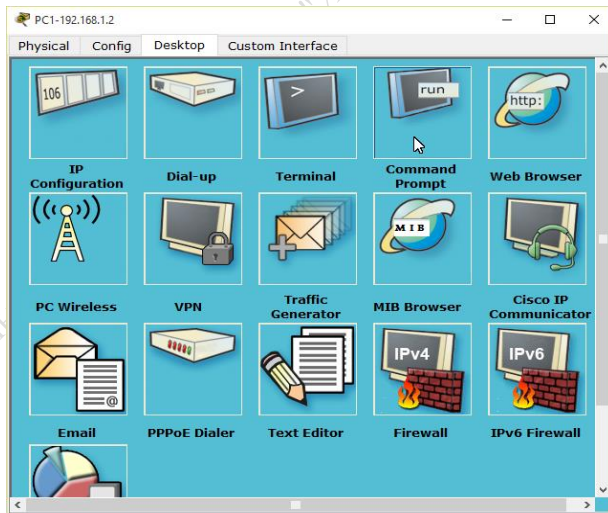 PC1-192.168.1.2
Physical Config Desktop Custom Interface
106
>
run
http:
IP
Configuration
Dial-up
Terminal
Command
Prompt
Web Browser
MIB
PC Wireless
VPN
Traffic
Generator
MIB Browser
Cisco IP
Communicator
@
IPv4
IPv6
Email
PPPoE Dialer
Text Editor
Firewall
IPv6 Firewall